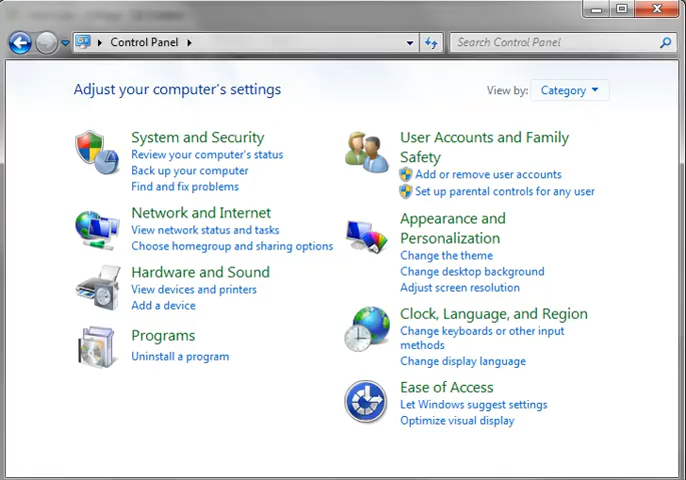 Control Panel
Search Control Panel
Adjust your computer's settings
View by:
Category
System and Security
Review your computer's status
Back up your computer
Find and fix problems
Network and Internet
View network status and tasks
Choose homegroup and sharing options
Hardware and Sound
View devices and printers
Add a device
Programs
Uninstall a program
User Accounts and Family
Safety
Add or remove user accounts
Set up parental controls for any user
Appearance and
Personalization
Change the theme
Change desktop background
Adjust screen resolution
Clock, Language, and Region
Change keyboards or other input
methods
Change display language
Ease of Access
Let Windows suggest settings
Optimize visual display